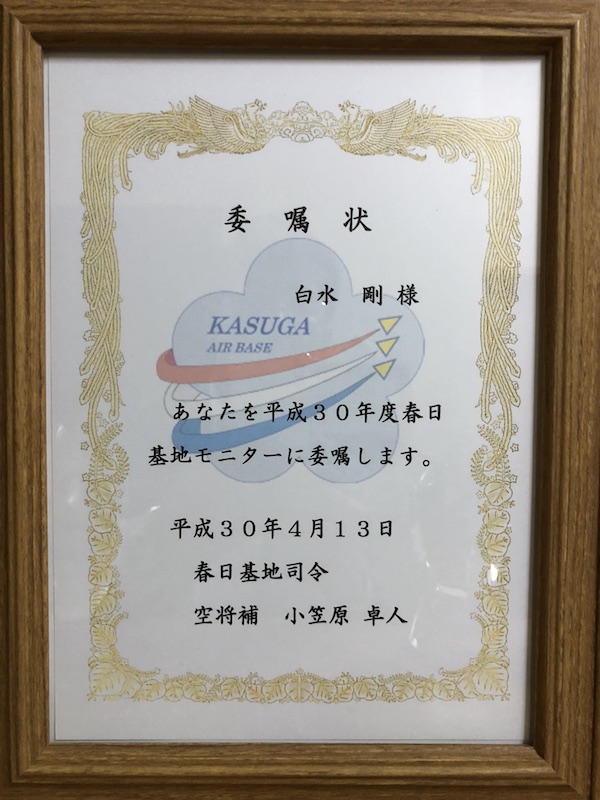 委嘱状
白水 剛 様
KASUGA
AIR BASE
あなたを平成３０年度春日
基地モニターに委嘱します。
平成３０年４月１３日
春日基地司令
空将補 小笠原 卓人